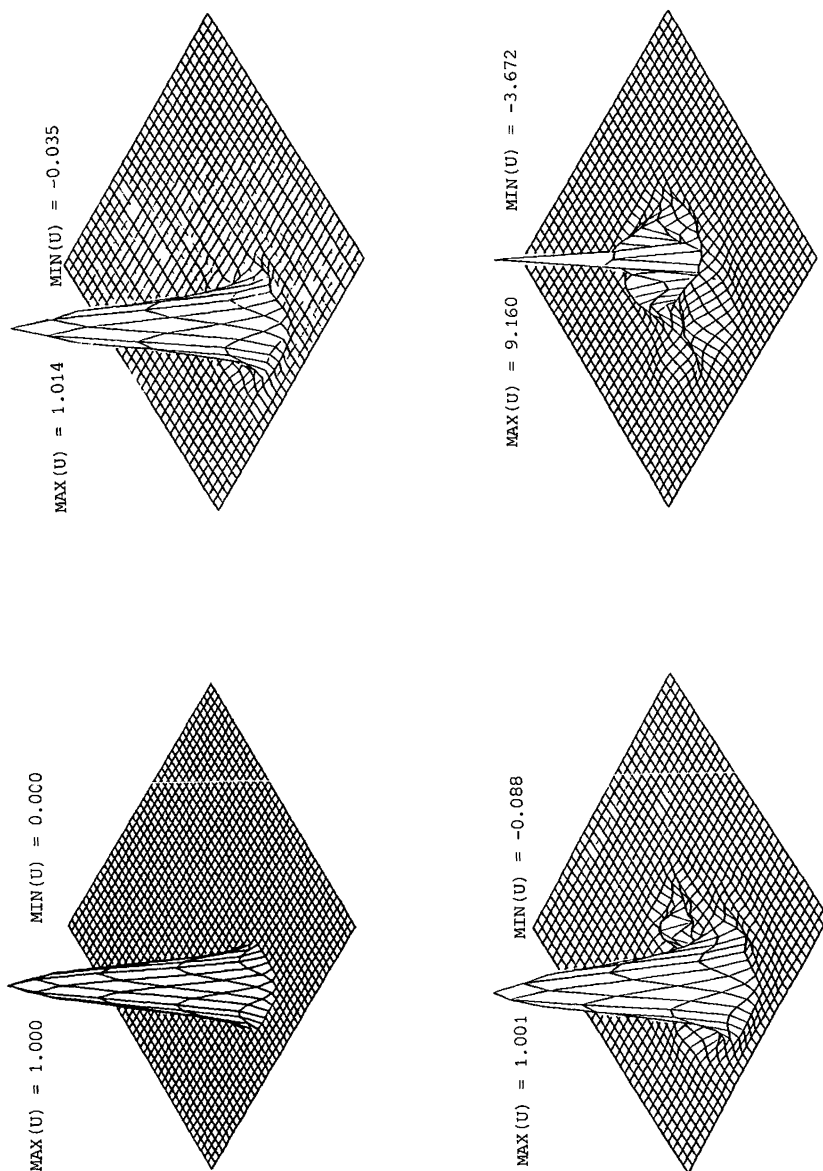 MAX(U) = 1.014 MIN(U) = -0.035
MAX(U) = 9.160 MIN(U) = -3.672
MAX(U) = 1.000 MIN(U) = 0.000
MAX(U) = 1.001 MIN(U) = -0.088